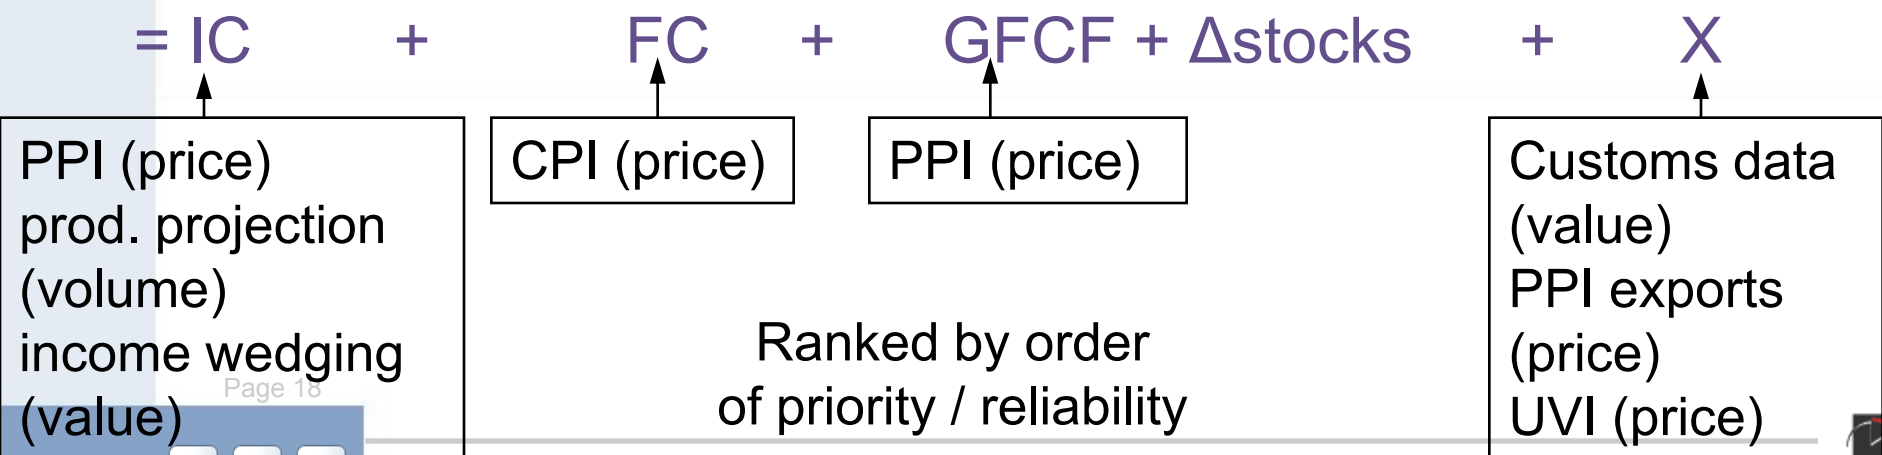 = IC + FC + GFCF + Δstocks + X
PPI (price)
prod. projection
(volume)
income wedging
(value)
CPI (price)
PPI (price)
Customs data
(value)
PPI exports
(price)
UVI (price)
Ranked by order
of priority / reliability
Page 18